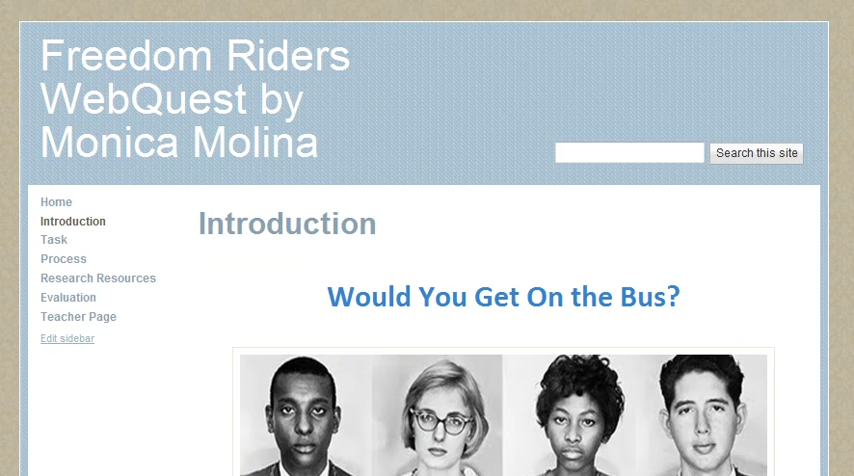 Freedom Riders
WebQuest by
Monica Molina
Search this site
Home
Introduction
Task
Process
Research Resources
Evaluation
Teacher Page
Edit sidebar
Introduction
Would You Get On the Bus?